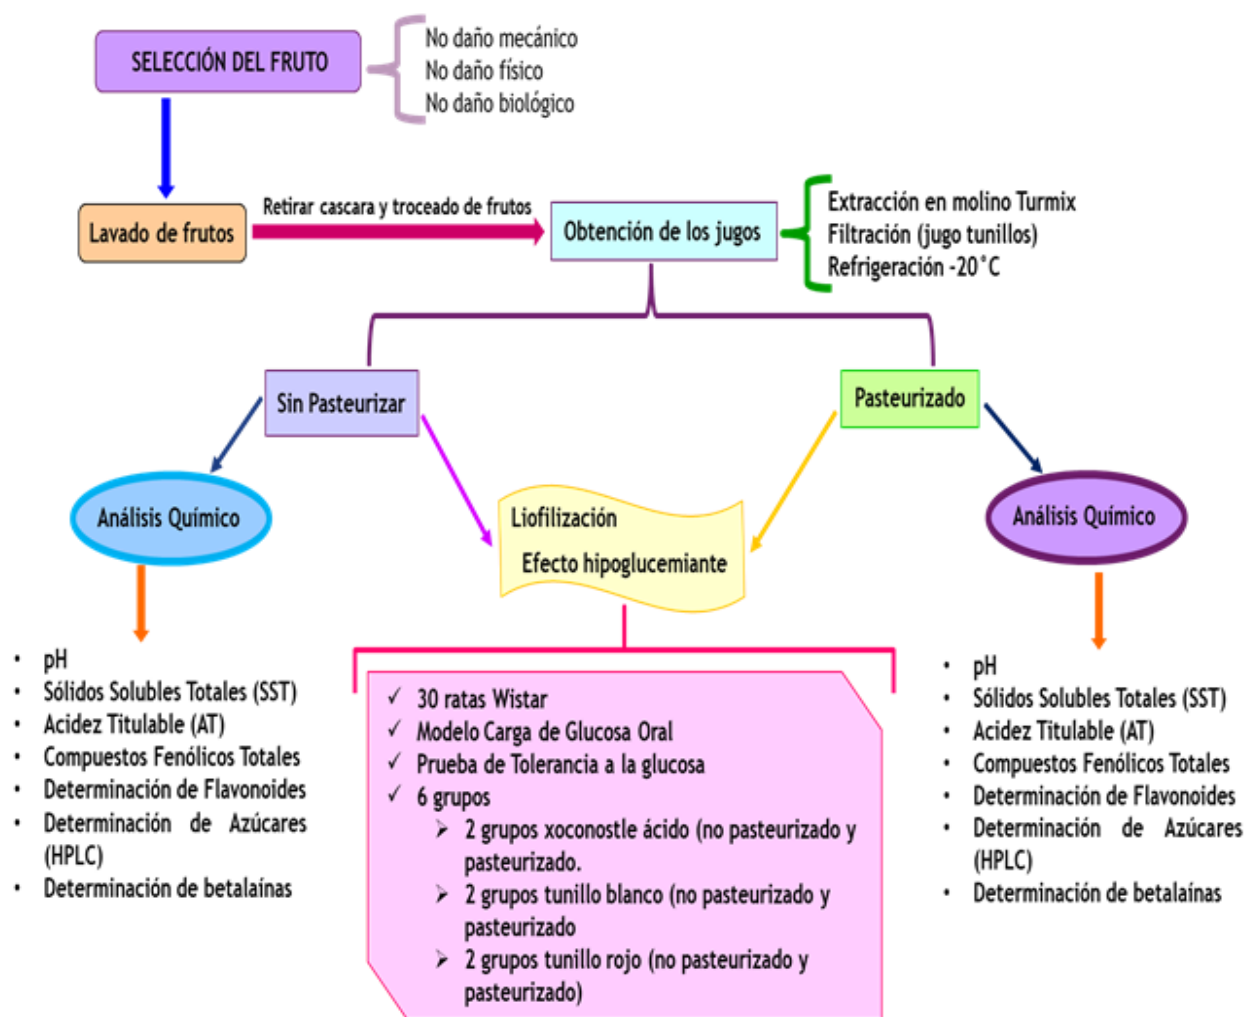 SELECCIÓN DEL FRUTO
No daño mecánico
No daño físico
No daño biológico
Lavado de frutos
Retirar cascara y troceado de frutos
Obtención de los jugos
Extracción en molino Turmix
Filtración (jugo tunillos)
Refrigeración -20°C
Sin Pasteurizar
Pasteurizado
Análisis Químico
Liofilización
Efecto hipoglucemiante
Análisis Químico
• pH
• Sólidos Solubles Totales (SST)
• Acidez Titulable (AT)
• Compuestos Fenólicos Totales
• Determinación de Flavonoides
• Determinación de Azúcares
(HPLC)
• Determinación de betalaínas
✓ 30 ratas Wistar
✓ Modelo Carga de Glucosa Oral
✓ Prueba de Tolerancia a la glucosa
✓ 6 grupos
➢ 2 grupos xoconostle ácido (no pasteurizado y
pasteurizado.
➢ 2 grupos tunillo blanco (no pasteurizado y
pasteurizado
➢ 2 grupos tunillo rojo (no pasteurizado y
pasteurizado)
• pH
• Sólidos Solubles Totales (SST)
• Acidez Titulable (AT)
• Compuestos Fenólicos Totales
• Determinación de Flavonoides
• Determinación de Azúcares
(HPLC)
• Determinación de betalaínas